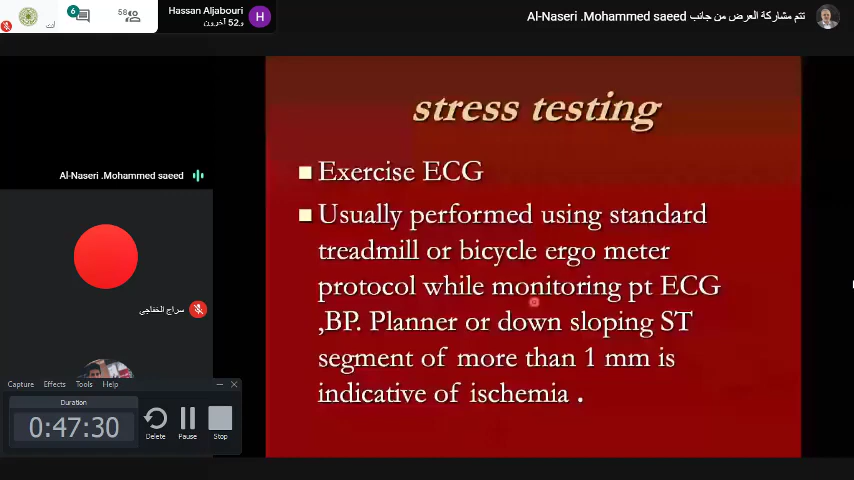 6
58
أنت
Hassan Aljabouri
و52 آخرون
H
تتم مشاركة العرض من جانب Al-Naseri .Mohammed saeed
Al-Naseri .Mohammed saeed
سراج الخفاجي
stress testing
Exercise ECG
Usually performed using standard
treadmill or bicycle ergo meter
protocol while monitoring pt ECG
,BP. Planner or down sloping ST
segment of more than 1 mm is
indicative of ischemia .
Capture Effects Tools Help
Duration
0:47:30
Delete Pause Stop